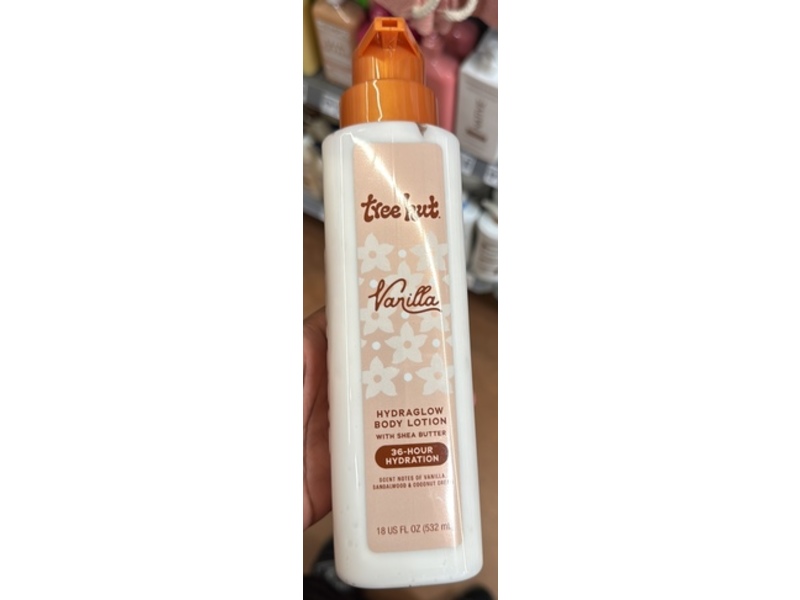 tree hut
Vanilla
HYDRAGLOW
BODY LOTION
WITH SHEA BUTTER
36-HOUR
HYDRATION
SCENT NOTES OF VANILLA,
SANDALWOOD & COCONUT
18 US FL OZ (532 mL